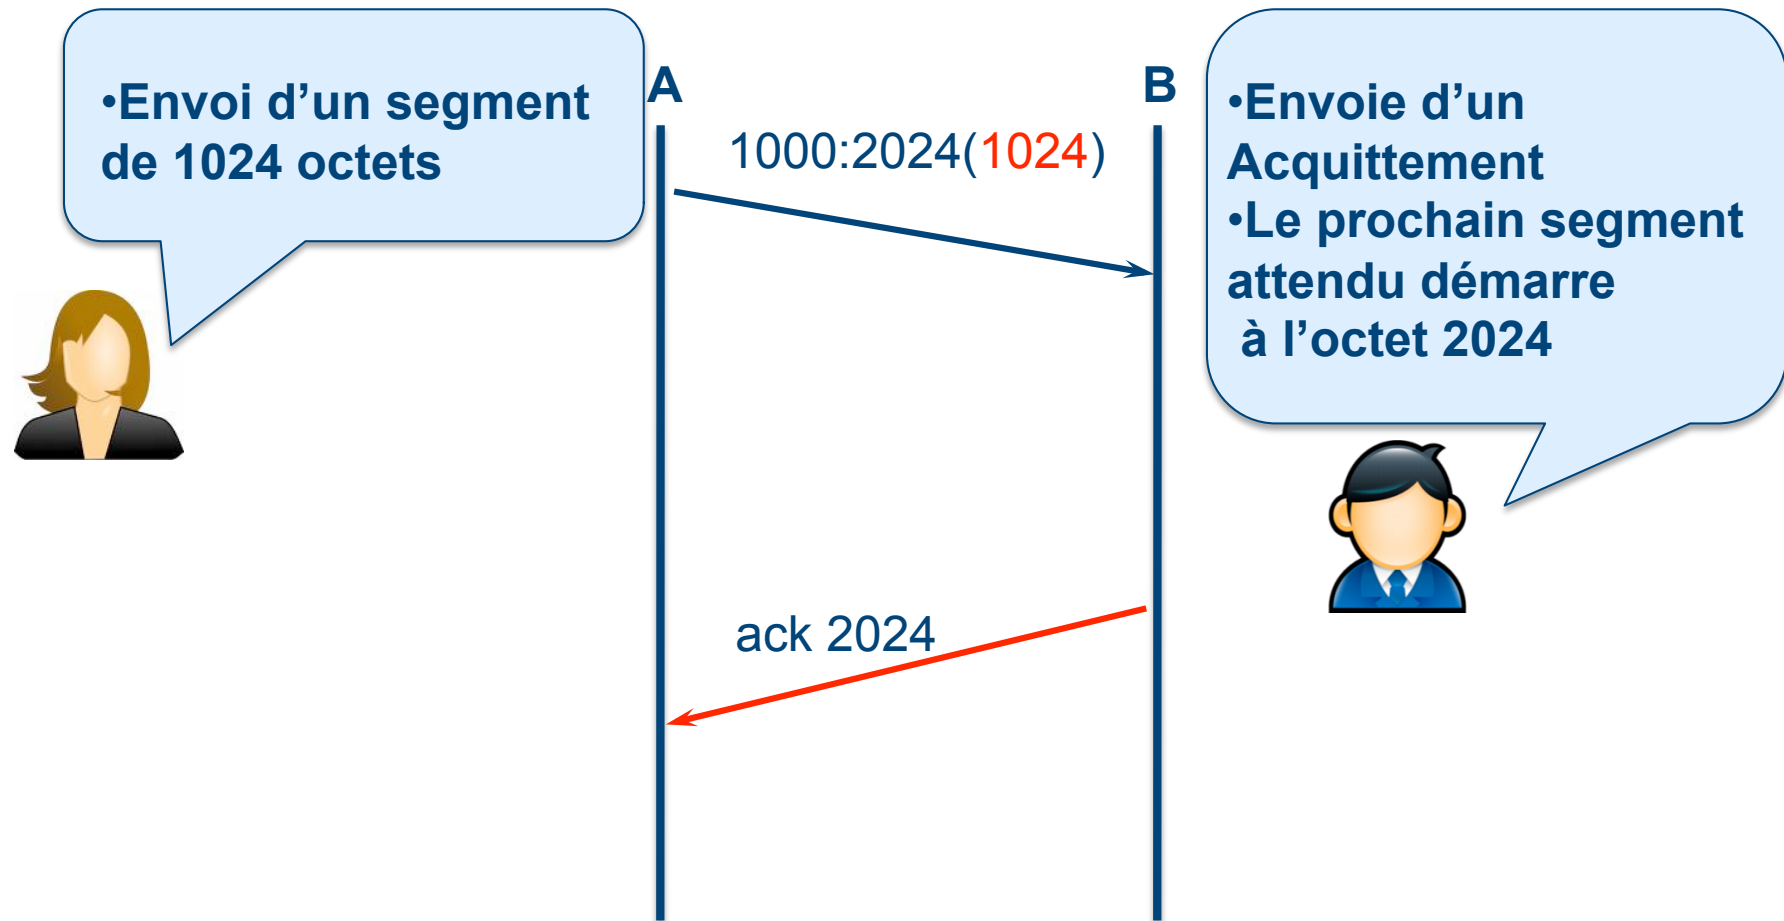 •Envoi d’un segment
de 1024 octets
A
B
1000:2024(1024)
•Envoie d’un
Acquittement
•Le prochain segment
attendu démarre
à l’octet 2024
ack 2024